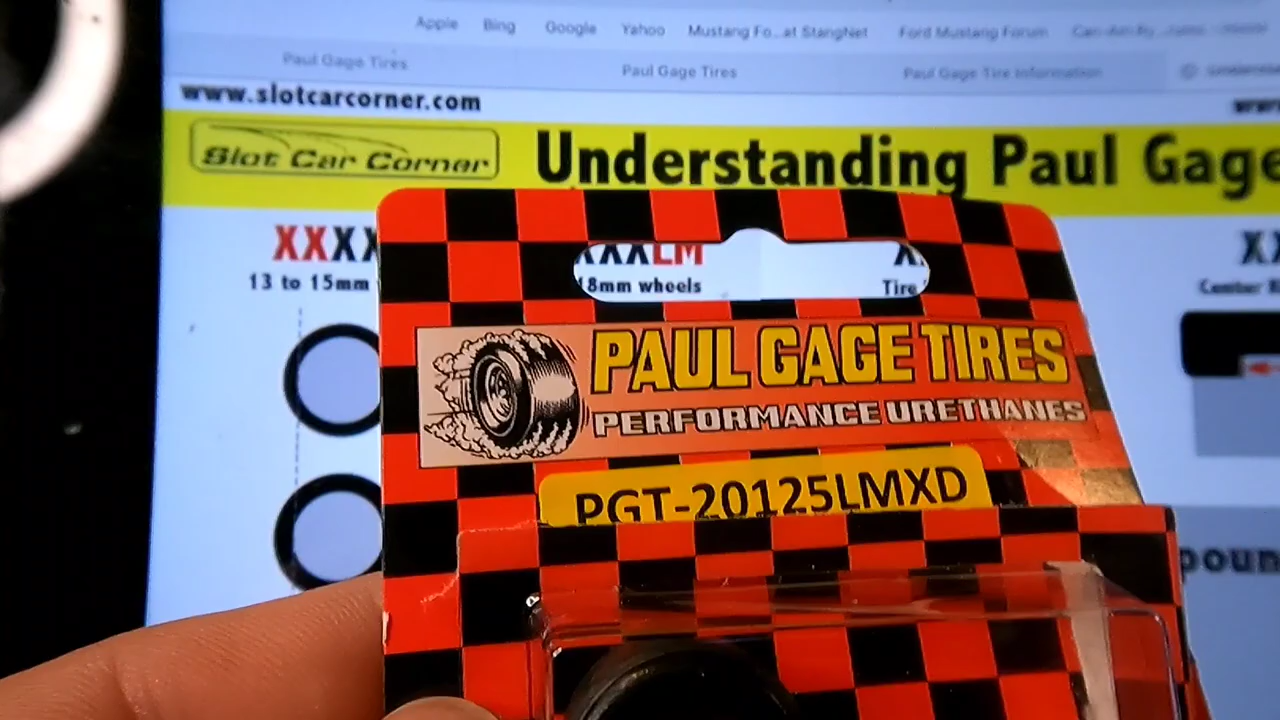 Apple Bing Google Yahoo Mustang Fo...at StangNet Ford Mustang Forum
Paul Gage Tires Paul Gage Tires Paul Gage Tire Information
www.slotcarcorner.com
Slot Car Corner Understanding Paul Gage
XXXX XXXLM
13 to 15mm 18mm wheels Tire
PAUL GAGE TIRES
PERFORMANCE URETHANES
PGT-20125LMXD